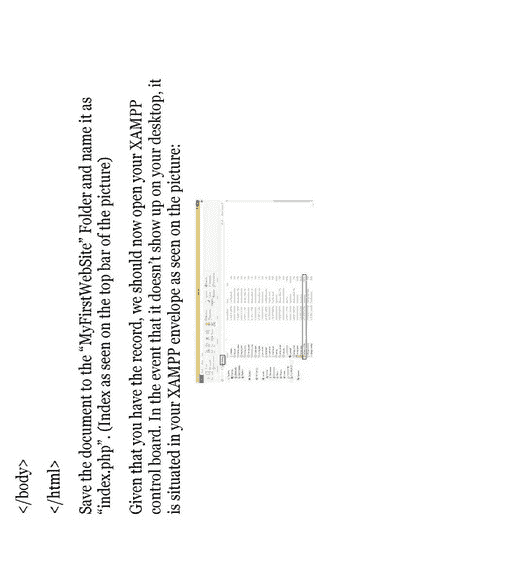 </body>
</html>
Save the document to the “MyFirstWebSite” Folder and name it as
“index.php”. (Index as seen on the top bar of the picture)
Given that you have the record, we should now open your XAMPP
control board. In the event that it doesn’t show up on your desktop, it
is situated in your XAMPP envelope as seen on the picture: